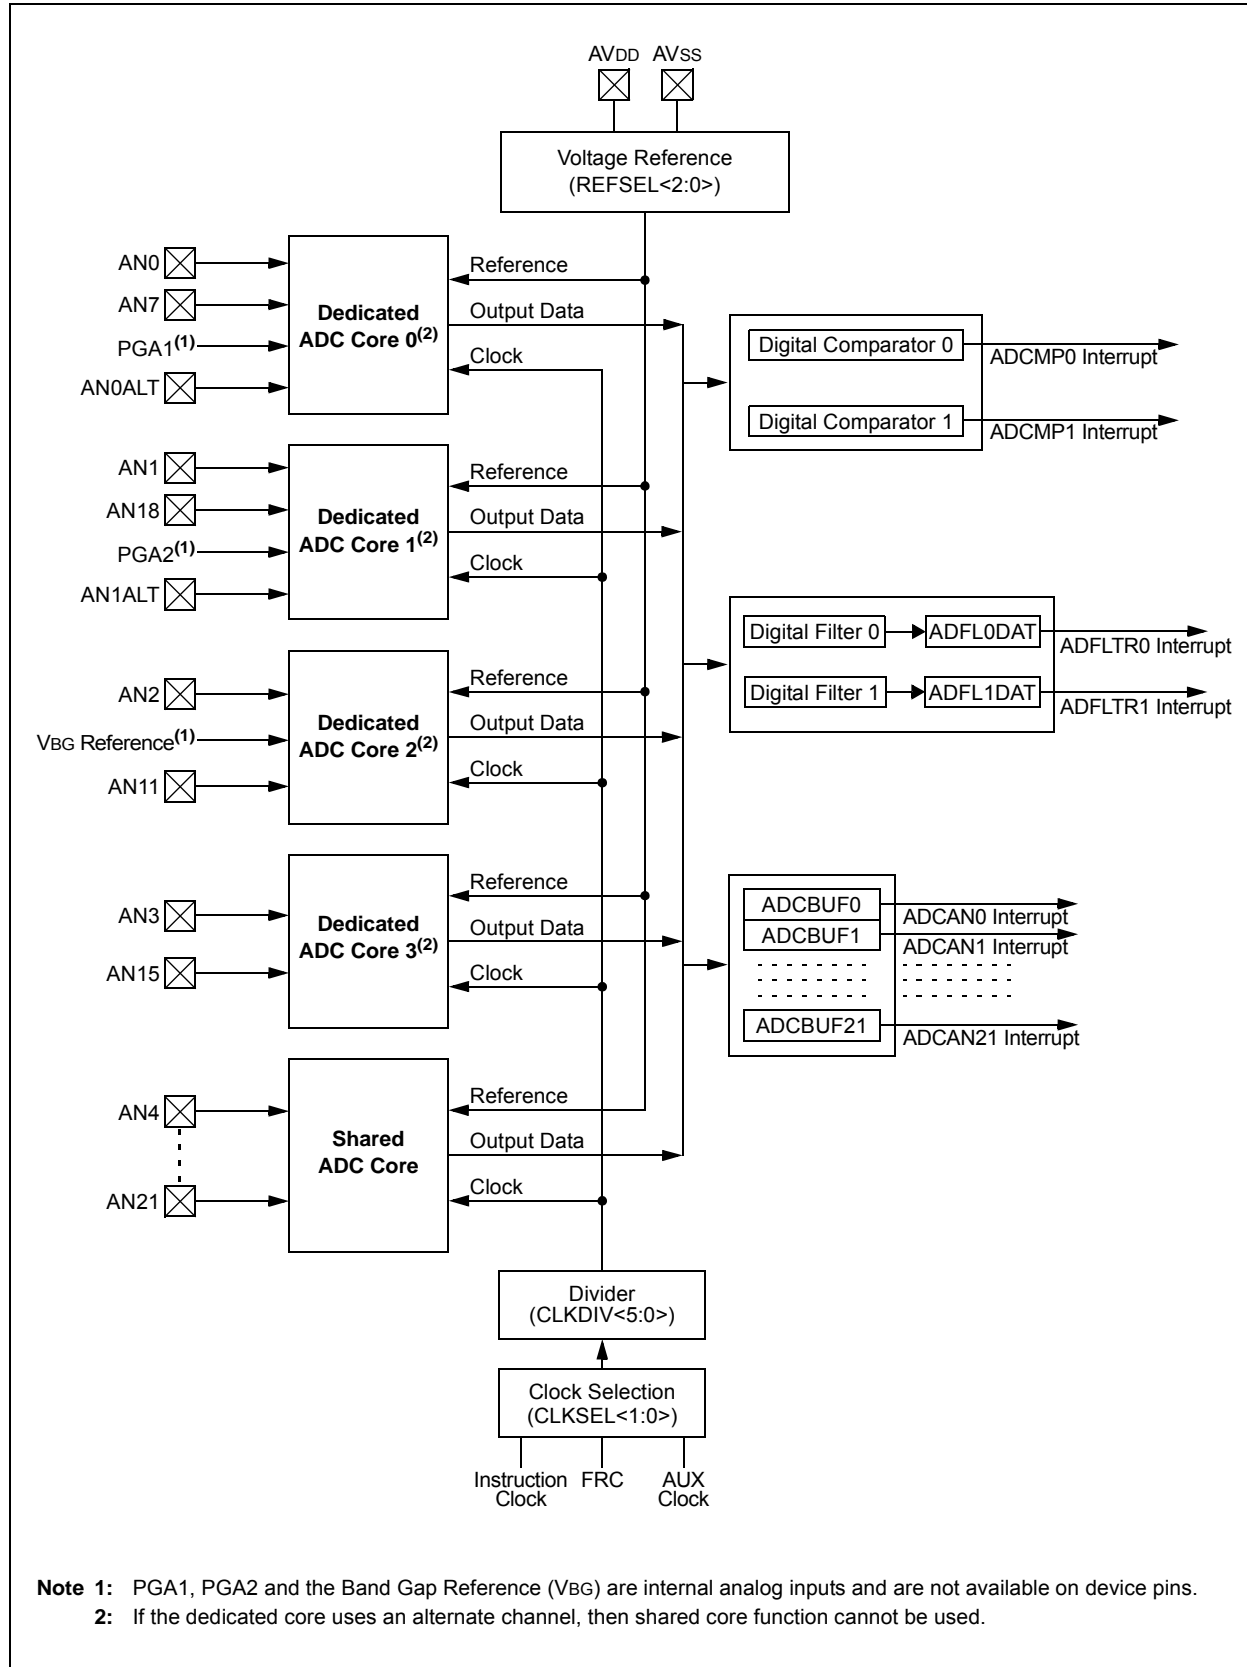 AVDD AVSS
Voltage Reference
(REFSEL<2:0>)
AN0
AN7
PGA1(1)
AN0ALT
Dedicated
ADC Core 0(2)
Reference
Output Data
Clock
Digital Comparator 0
ADCMP0 Interrupt
Digital Comparator 1
ADCMP1 Interrupt
AN1
AN18
PGA2(1)
AN1ALT
Dedicated
ADC Core 1(2)
Reference
Output Data
Clock
Digital Filter 0
ADFL0DAT
ADFLTR0 Interrupt
Digital Filter 1
ADFL1DAT
ADFLTR1 Interrupt
AN2
VBG Reference(1)
AN11
Dedicated
ADC Core 2(2)
Reference
Output Data
Clock
AN3
AN15
Dedicated
ADC Core 3(2)
Reference
Output Data
Clock
ADCBUF0
ADCAN0 Interrupt
ADCBUF1
ADCAN1 Interrupt
ADCBUF21
ADCAN21 Interrupt
AN4
AN21
Shared
ADC Core
Reference
Output Data
Clock
Divider
(CLKDIV<5:0>)
Clock Selection
(CLKSEL<1:0>)
Instruction
Clock
FRC
AUX
Clock
Note 1: PGA1, PGA2 and the Band Gap Reference (VBG) are internal analog inputs and are not available on device pins.
2: If the dedicated core uses an alternate channel, then shared core function cannot be used.